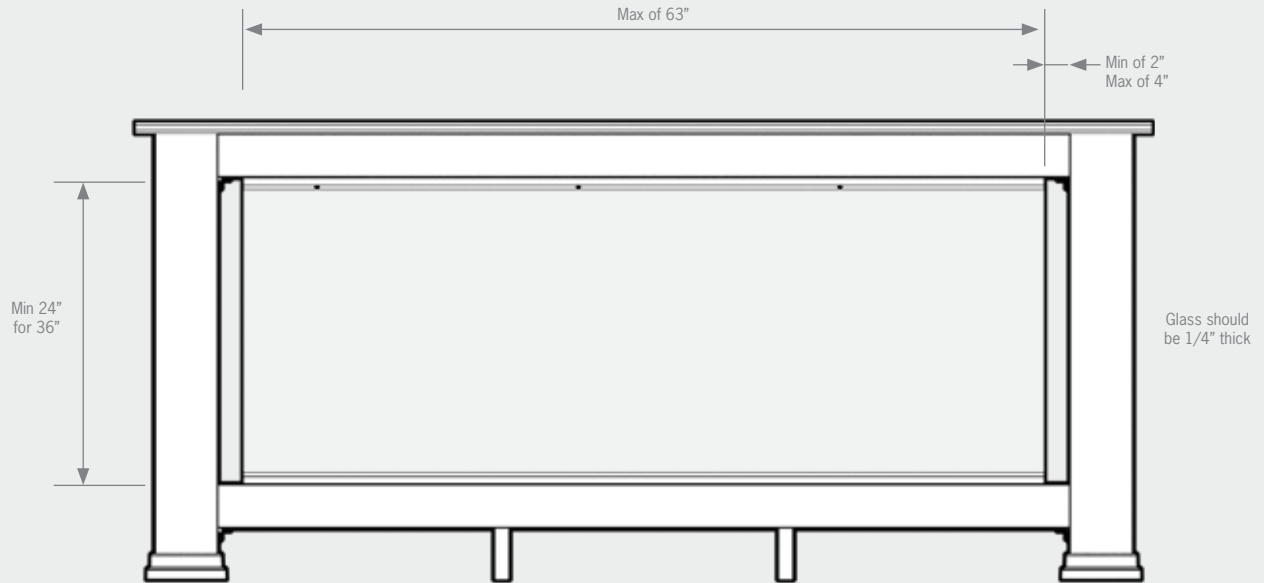 Max of 63”
Min of 2”
Max of 4”
Min 24”
for 36”
Glass should
be 1/4” thick